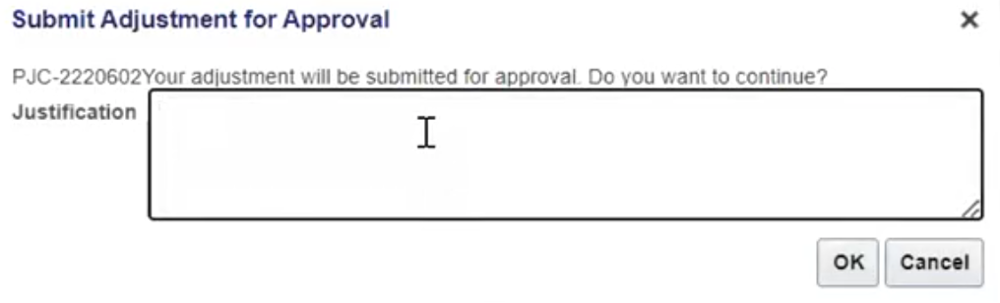 Submit Adjustment for Approval
PJC-2220602Your adjustment will be submitted for approval. Do you want to continue?
Justification
OK Cancel